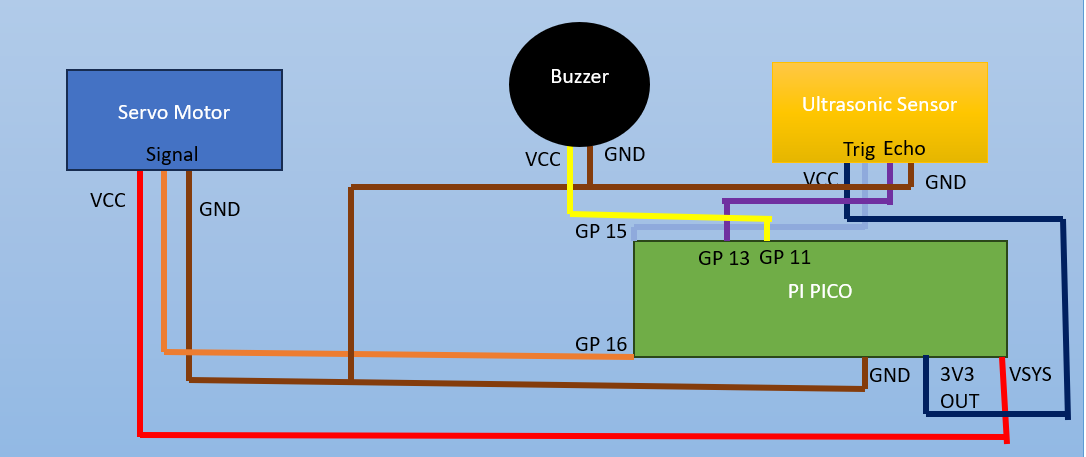 Buzzer
Servo Motor
Ultrasonic Sensor
Signal
VCC
GND
Trig
Echo
VCC
GND
VCC
GND
GP 15
GP 13
GP 11
PI PICO
GP 16
GND
3V3
OUT
VSYS